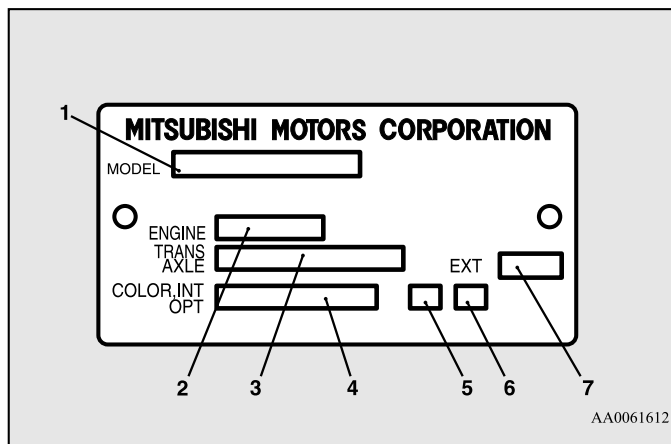 MITSUBISHI MOTORS CORPORATION
1
MODEL
ENGINE
TRANS
AXLE
EXT
COLOR,INT
OPT
2 3 4 5 6 7
AA0061612